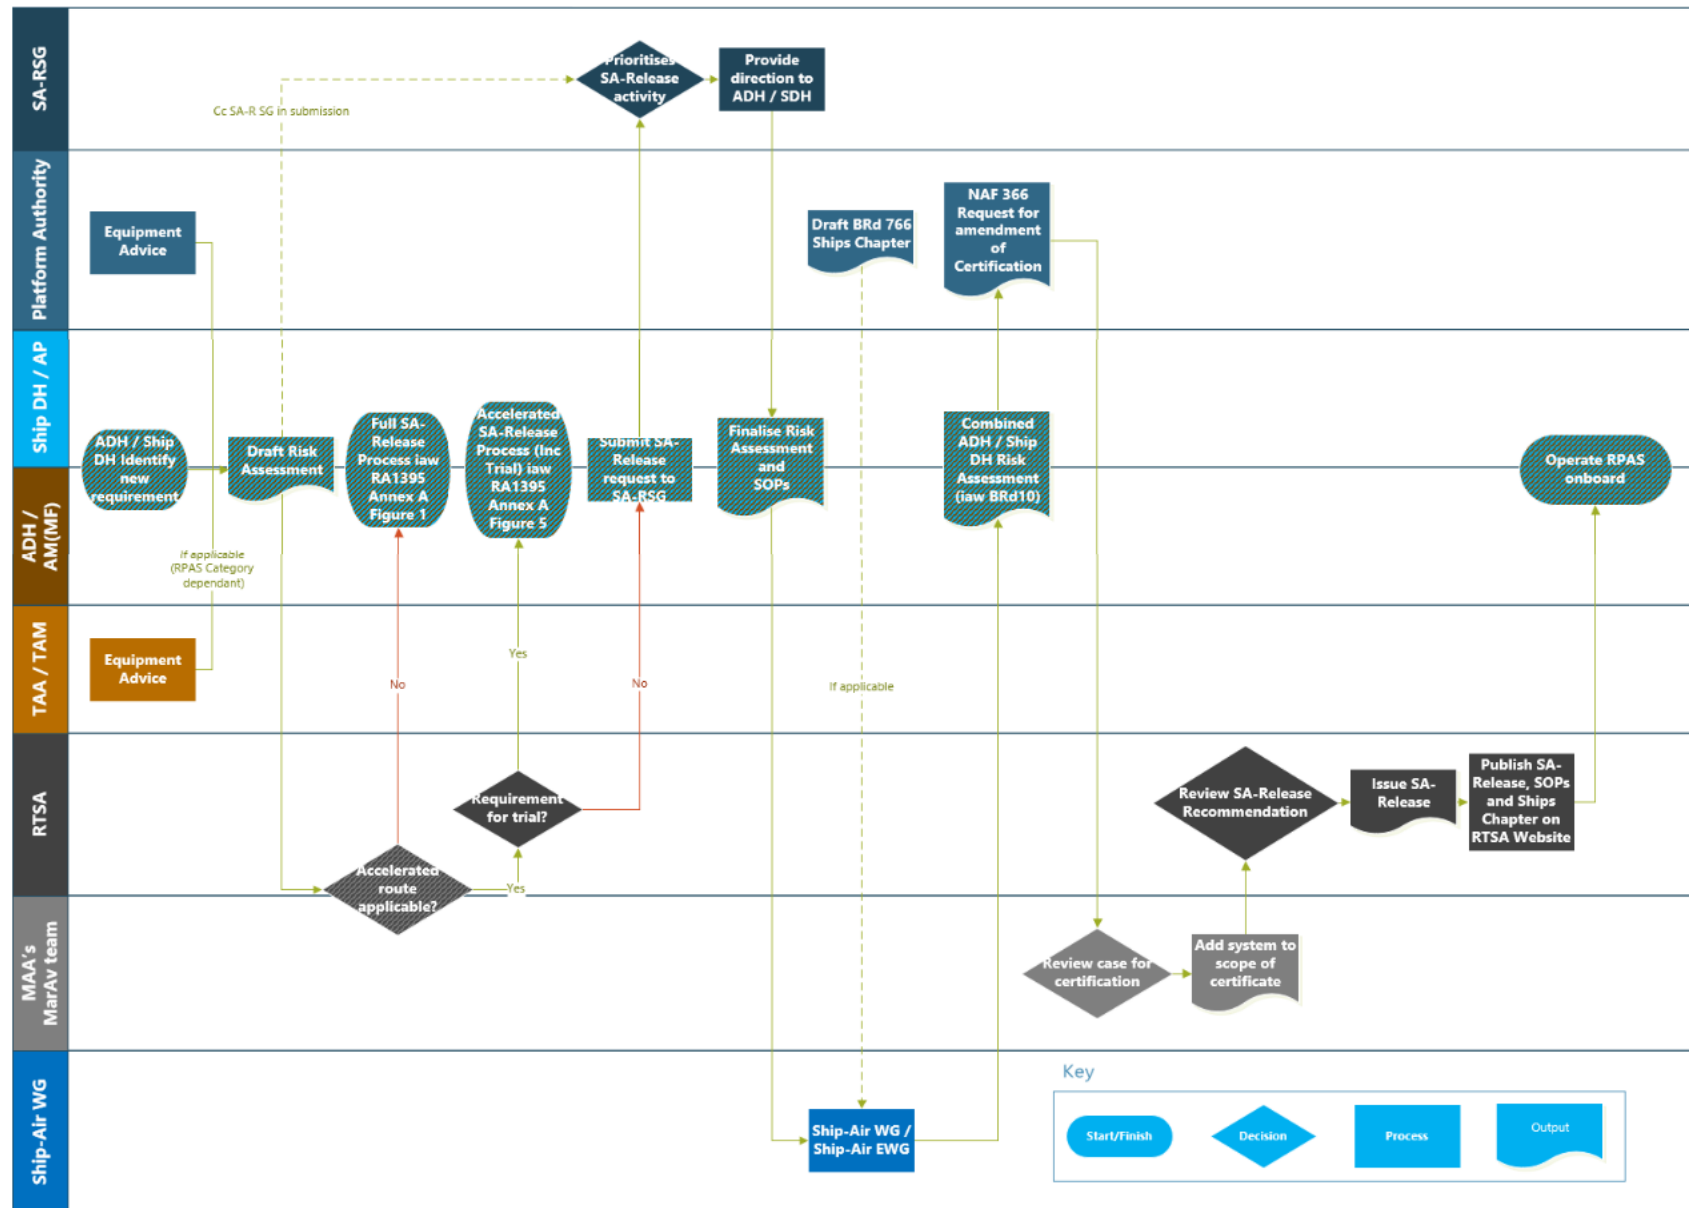 SA-RSG
Prioritises
SA-Release
activity
Provide
direction to
ADH / SDH
Cc SA-R SG in submission
Platform Authority
Equipment
Advice
Draft BRd 766
Ships Chapter
NAF 366
Request for
amendment
of
Certification
Ship DH / AP
ADH / Ship
DH Identify
new
requirement
Draft Risk
Assessment
Full SA-
Release
Process iaw
RA1395
Annex A
Figure 1
Accelerated
SA-Release
Process (Inc
Trial) iaw
RA1395
Annex A
Figure 5
Submit SA-
Release
request to
SA-RSG
Finalise Risk
Assessment
and
SOPs
Combined
ADH / Ship
DH Risk
Assessment
(iaw BRd10)
Operate RPAS
onboard
ADH /
AM(MF)
If applicable
(RPAS Category
dependant)
TAA / TAM
Equipment
Advice
No
Yes
No
If applicable
RTSA
Requirement
for trial?
Accelerated
route
applicable?
Yes
Review SA-Release
Recommendation
Issue SA-
Release
Publish SA-
Release, SOPs
and Ships
Chapter on
RTSA Website
MAA's
MarAv team
Review case for
certification
Add system to
scope of
certificate
Ship-Air WG
Ship-Air WG /
Ship-Air EWG
Key
Start/Finish
Decision
Process
Output